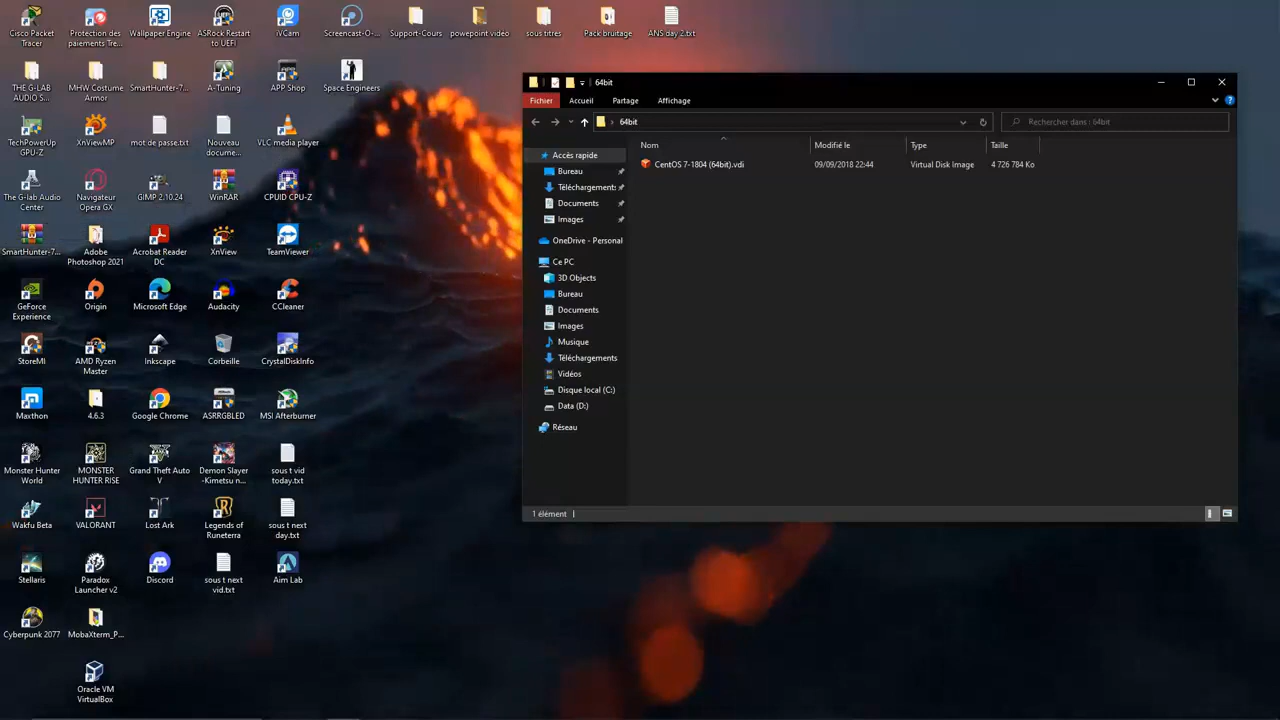 Cisco Packet
Tracer
Protection des
paiements Tre...
Wallpaper Engine
ASRock Restart
to UEFI
iVCam
Screencast-O-...
Support-Cours
powepoint video
sous titres
Pack bruitage
ANS day 2.txt
THE G-LAB
AUDIO S...
MHW Costume
Armor
SmartHunter-7...
A-Tuning
APP Shop
Space Engineers
TechPowerUp
GPU-Z
XnViewMP
mot de passe.txt
Nouveau
docume...
VLC media player
The G-lab Audio
Center
Navigateur
Opera GX
GIMP 2.10.24
WinRAR
CPUID CPU-Z
SmartHunter-7...
Adobe
Photoshop 2021
Acrobat Reader
DC
XnView
TeamViewer
GeForce
Experience
Origin
Microsoft Edge
Audacity
CCleaner
StoreMI
AMD Ryzen
Master
Inkscape
Corbeille
CrystalDiskInfo
Maxthon
4.6.3
Google Chrome
ASRRGBLED
MSI Afterburner
Monster Hunter
World
MONSTER
HUNTER RISE
Grand Theft Auto
V
Demon Slayer
-Kimetsu n...
sous t vid
today.txt
Wakfu Beta
VALORANT
Lost Ark
Legends of
Runeterra
sous t next
day.txt
Stellaris
Paradox
Launcher v2
Discord
sous t next
vid.txt
Aim Lab
Cyberpunk 2077
MobaXterm_P...
Oracle VM
VirtualBox
64bit
Fichier
Accueil
Partage
Affichage
64bit
Rechercher dans : 64bit
Nom
Modifié le
Type
Taille
CentOS 7-1804 (64bit).vdi
09/09/2018 22:44
Virtual Disk Image
4 726 784 Ko
Accès rapide
Bureau
Téléchargements
Documents
Images
OneDrive - Personal
Ce PC
3D Objects
Bureau
Documents
Images
Musique
Téléchargements
Vidéos
Disque local (C:)
Data (D:)
Réseau
1 élément